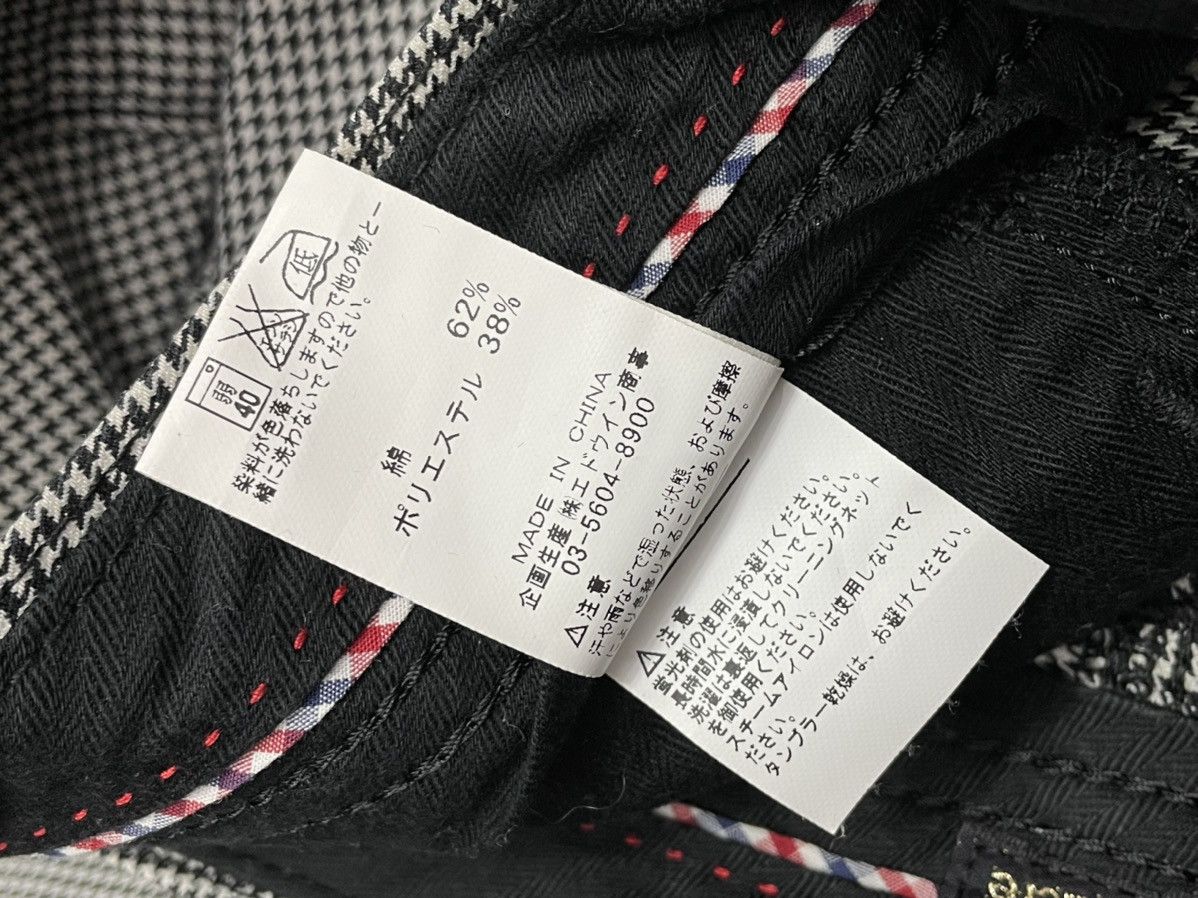 弱
40
エンソ
サラシ
低
染料が色落ちしますので他の物と一
緒に洗わないでください。
綿 62%
ポリエステル 38%
MADE IN CHINA
企画生産 ㈱エドウイン商事
03-5604-8900
⚠注意
汗や雨などで湿った状態、および摩擦
により色移りすることがあります。
⚠注意
蛍光剤の使用はお避けください。
長時間水に浸漬しないでください。
洗濯は裏返してクリーニングネット
を御使用ください。
スチームアイロンは使用しないでく
ださい。
タンブラー乾燥は、お避けください。